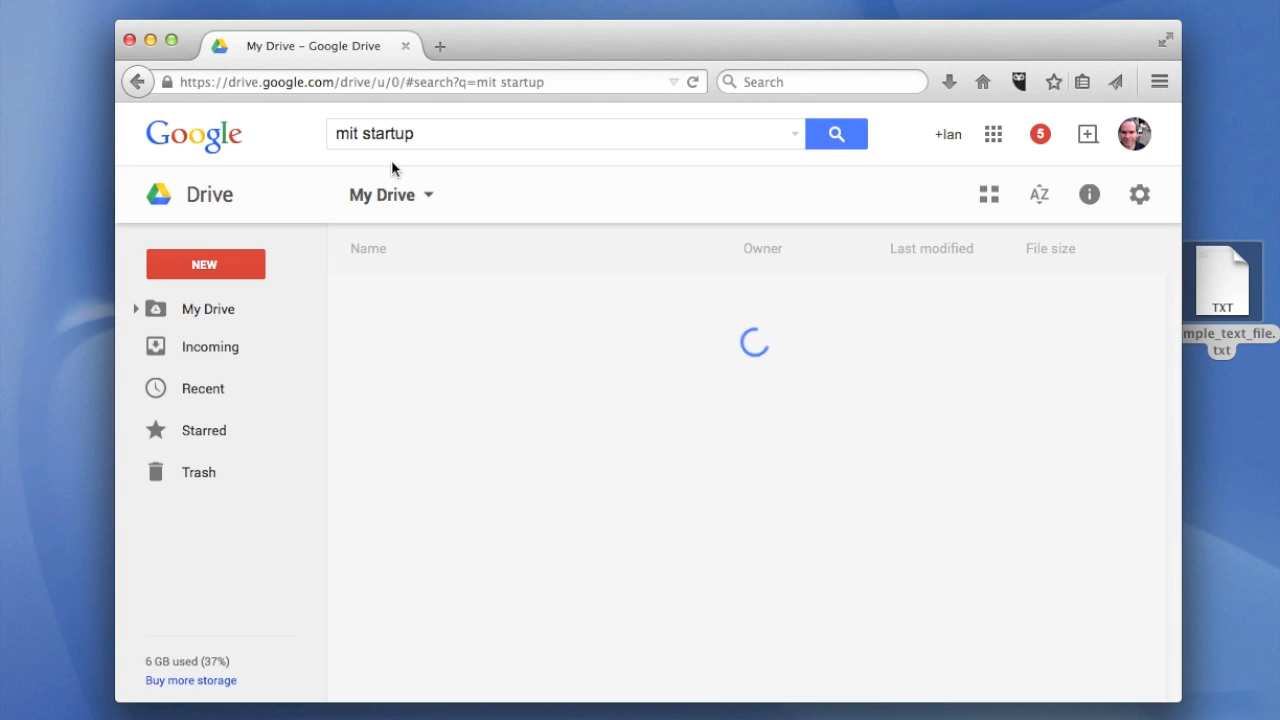 My Drive – Google Drive
https://drive.google.com/drive/u/0/#search?q=mit startup
Search
Google
mit startup
+Ian
5
Drive
My Drive
AZ
Name
Owner
Last modified
File size
NEW
My Drive
Incoming
Recent
Starred
Trash
6 GB used (37%)
Buy more storage
TXT
mple_text_file.
txt